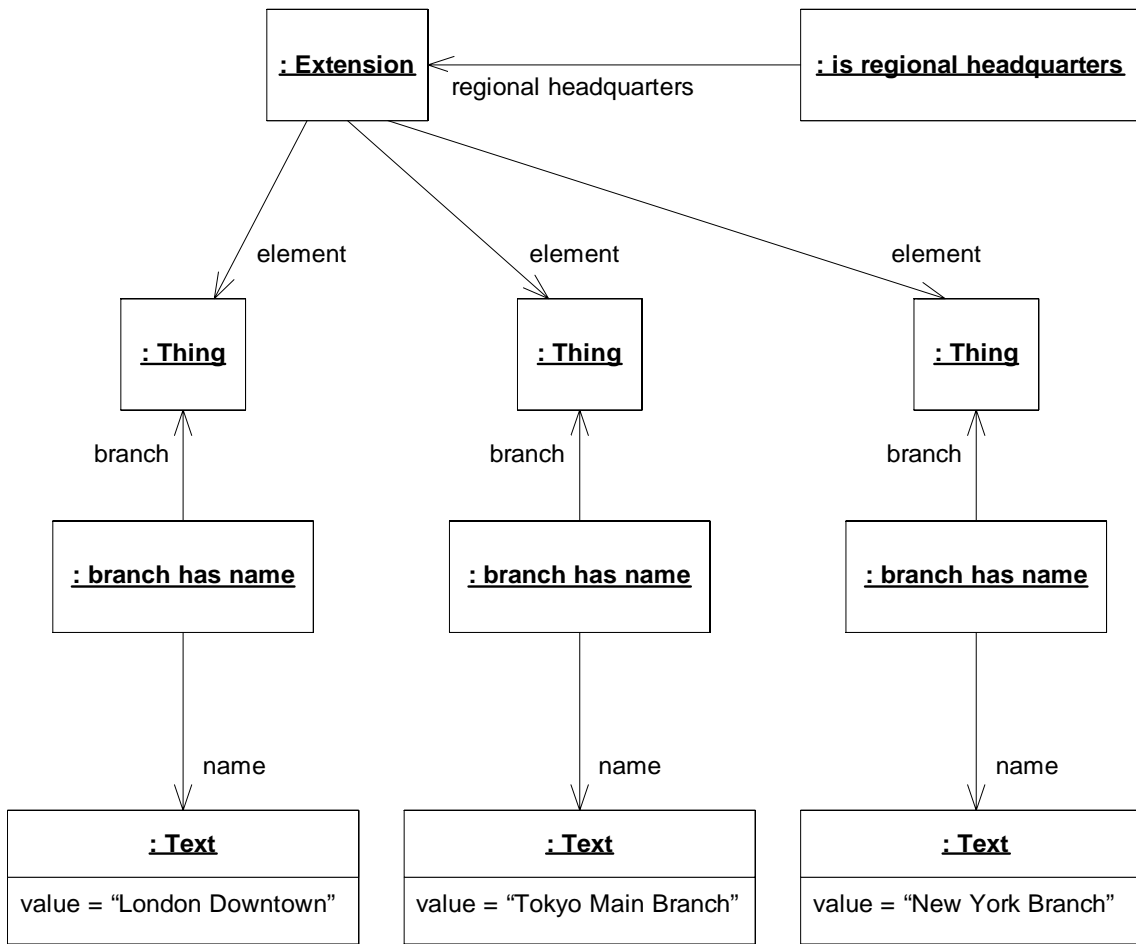 : Extension
: is regional headquarters
regional headquarters
element
element
element
: Thing
: Thing
: Thing
branch
branch
branch
: branch has name
: branch has name
: branch has name
name
name
name
: Text
: Text
: Text
value = “London Downtown”
value = “Tokyo Main Branch”
value = “New York Branch”